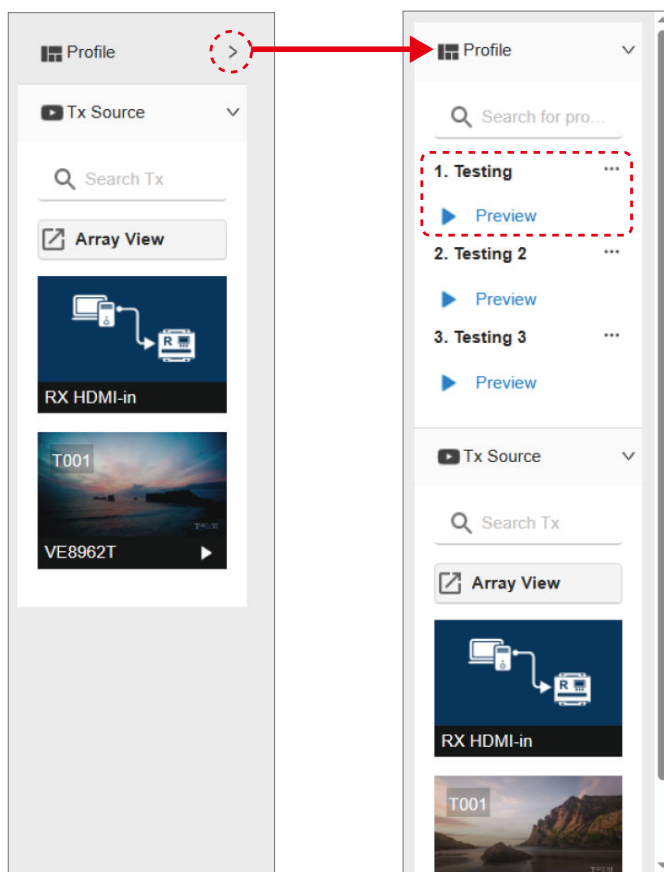 Profile
Tx Source
Search Tx
Array View
R
RX HDMI-in
T001
VE8962T
Profile
Search for pro...
1. Testing
Preview
2. Testing 2
Preview
3. Testing 3
Preview
Tx Source
Search Tx
Array View
R
RX HDMI-in
T001